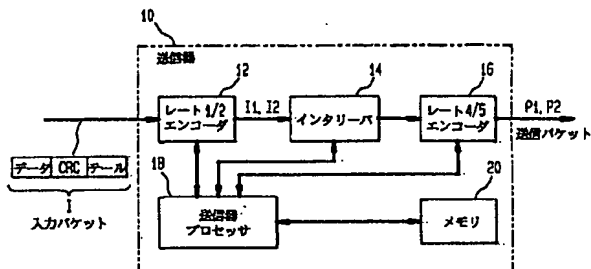 10
送信器
12
14
16
レート1/2
エンコーダ
I1, I2
インタリーバ
レート4/5
エンコーダ
P1, P2
送信パケット
データ CRC テール
I
入力パケット
18
送信器
プロセッサ
20
メモリ